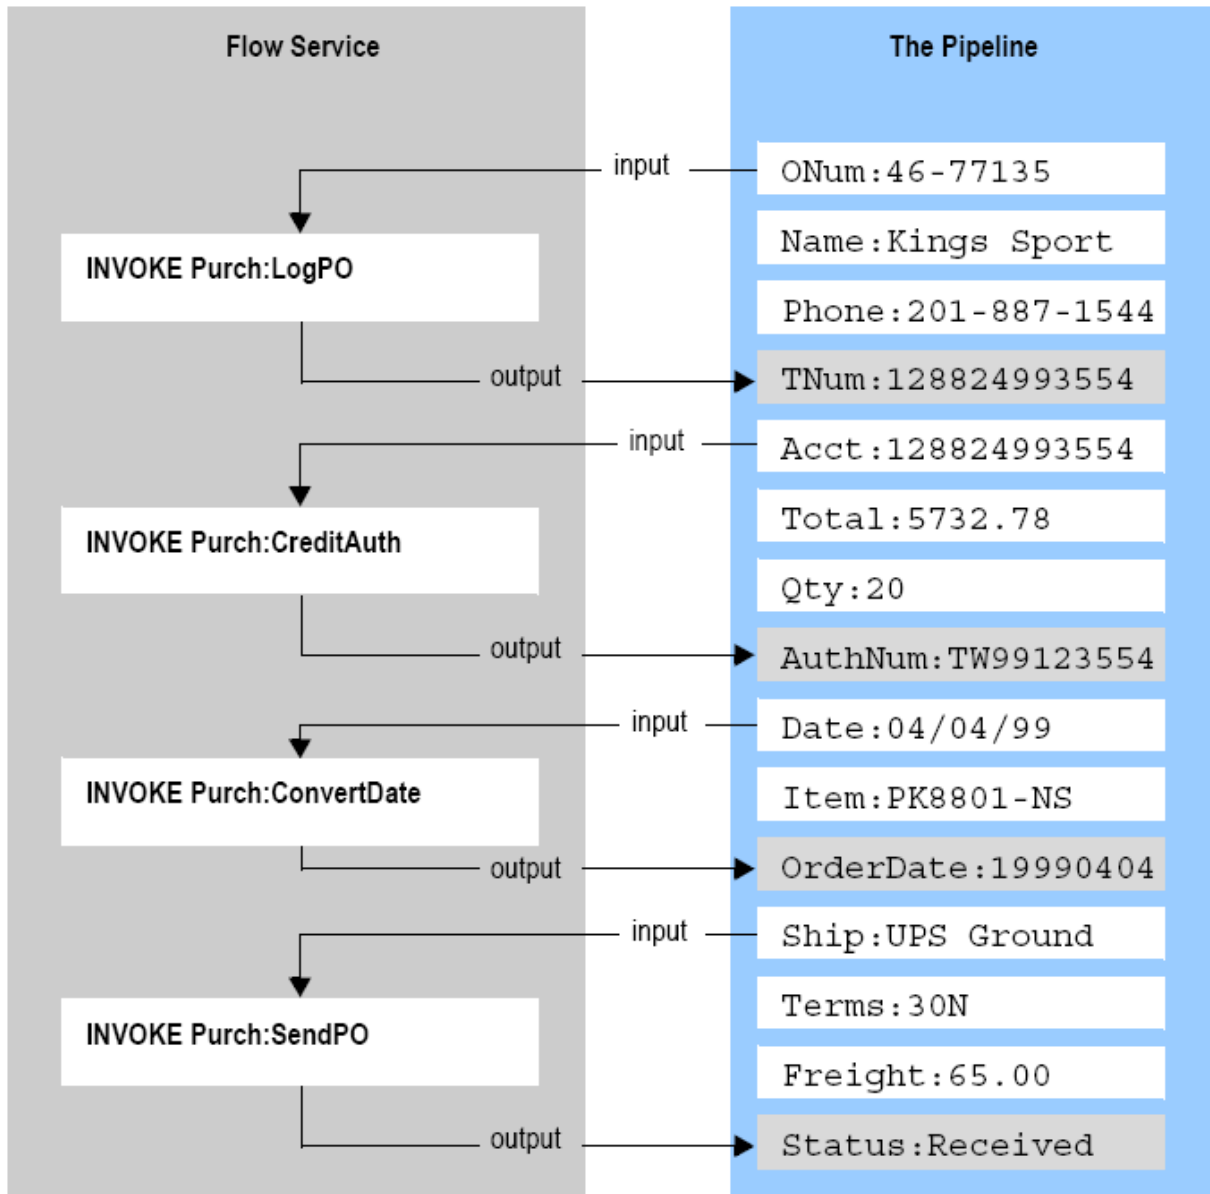 Flow Service
The Pipeline
input
ONum:46-77135
Name:Kings Sport
INVOKE Purch:LogPO
Phone:201-887-1544
output
TNum:128824993554
input
Acct:128824993554
Total:5732.78
INVOKE Purch:CreditAuth
Qty:20
output
AuthNum:TW99123554
input
Date:04/04/99
INVOKE Purch:ConvertDate
Item:PK8801-NS
output
OrderDate:19990404
input
Ship:UPS Ground
Terms:30N
INVOKE Purch:SendPO
Freight:65.00
output
Status:Received